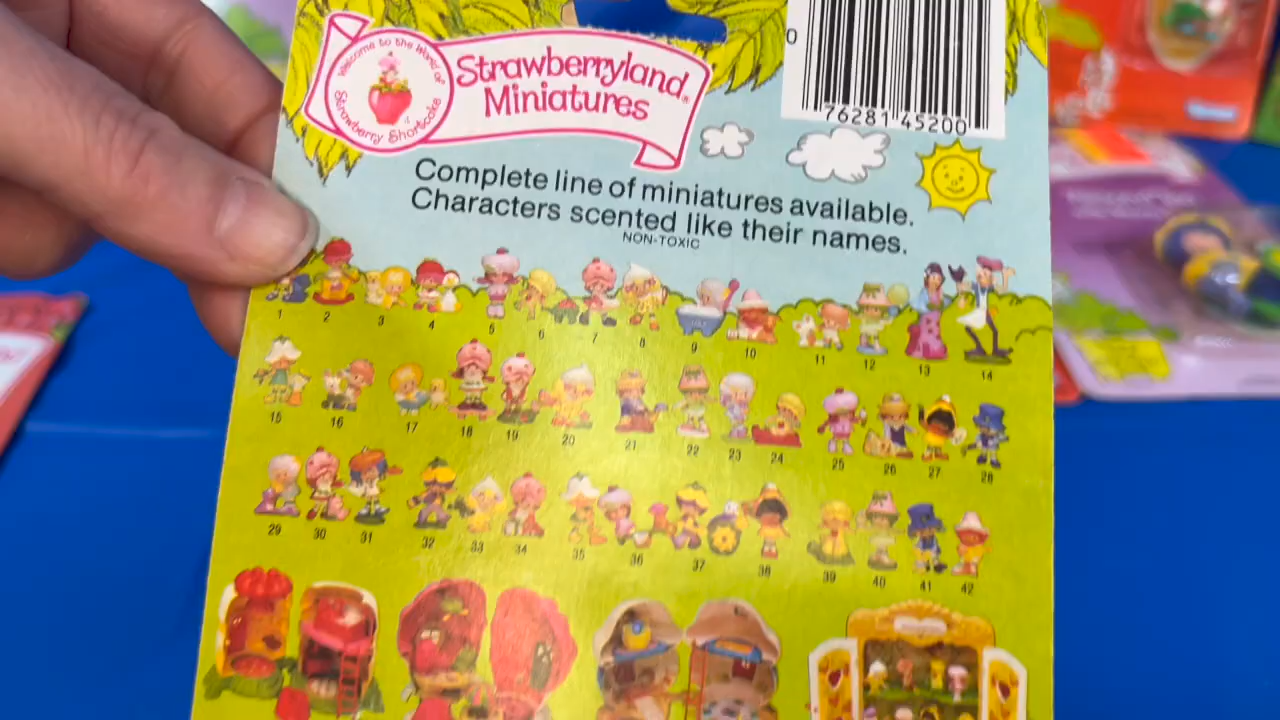 Welcome to the World of
Strawberry Shortcake
Strawberryland
Miniatures
0
76281 45200
Complete line of miniatures available.
Characters scented like their names.
NON-TOXIC
1 2 3 4 5 6 7 8 9 10 11 12 13 14
15 16 17 18 19 20 21 22 23 24 25 26 27 28
29 30 31 32 33 34 35 36 37 38 39 40 41 42